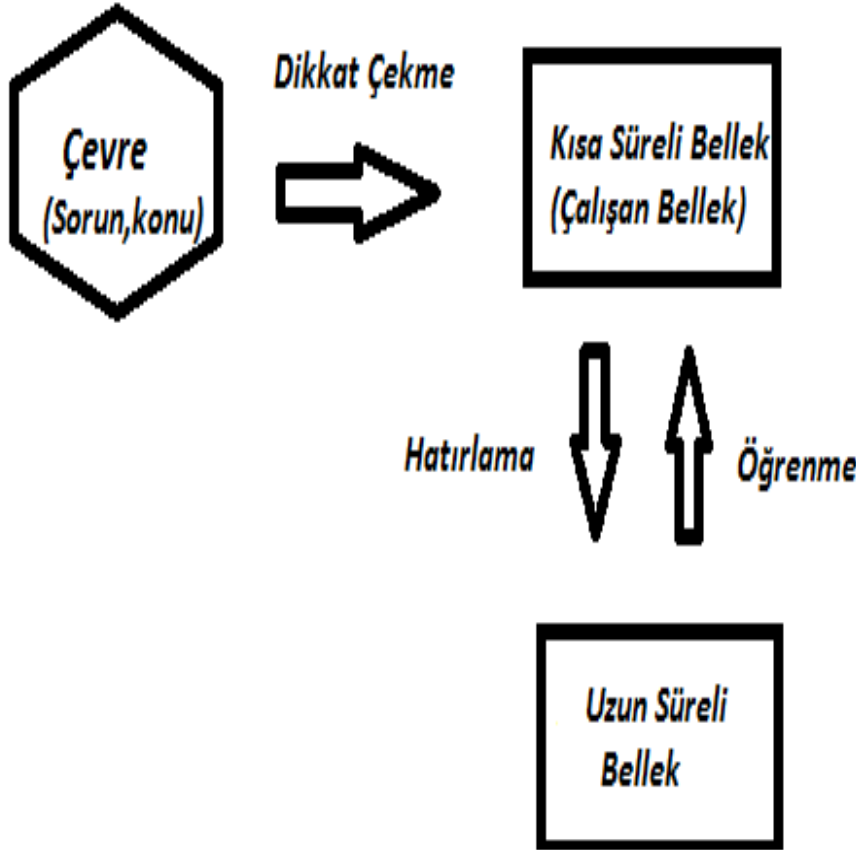 Dikkat Çekme
Çevre
(Sorun,konu)
Kısa Süreli Bellek
(Çalışan Bellek)
Hatırlama
Öğrenme
Uzun Süreli
Bellek